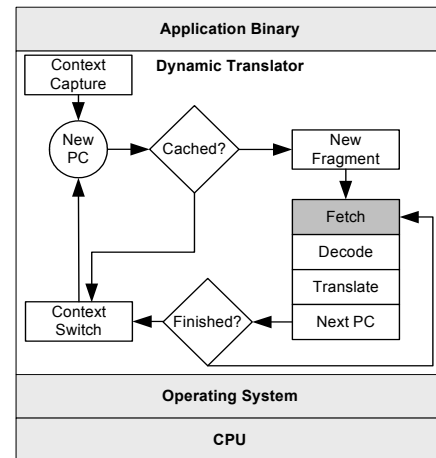 Application Binary
Dynamic Translator
Context
Capture
New
PC
Cached?
New
Fragment
Fetch
Decode
Translate
Next PC
Finished?
Context
Switch
Operating System
CPU